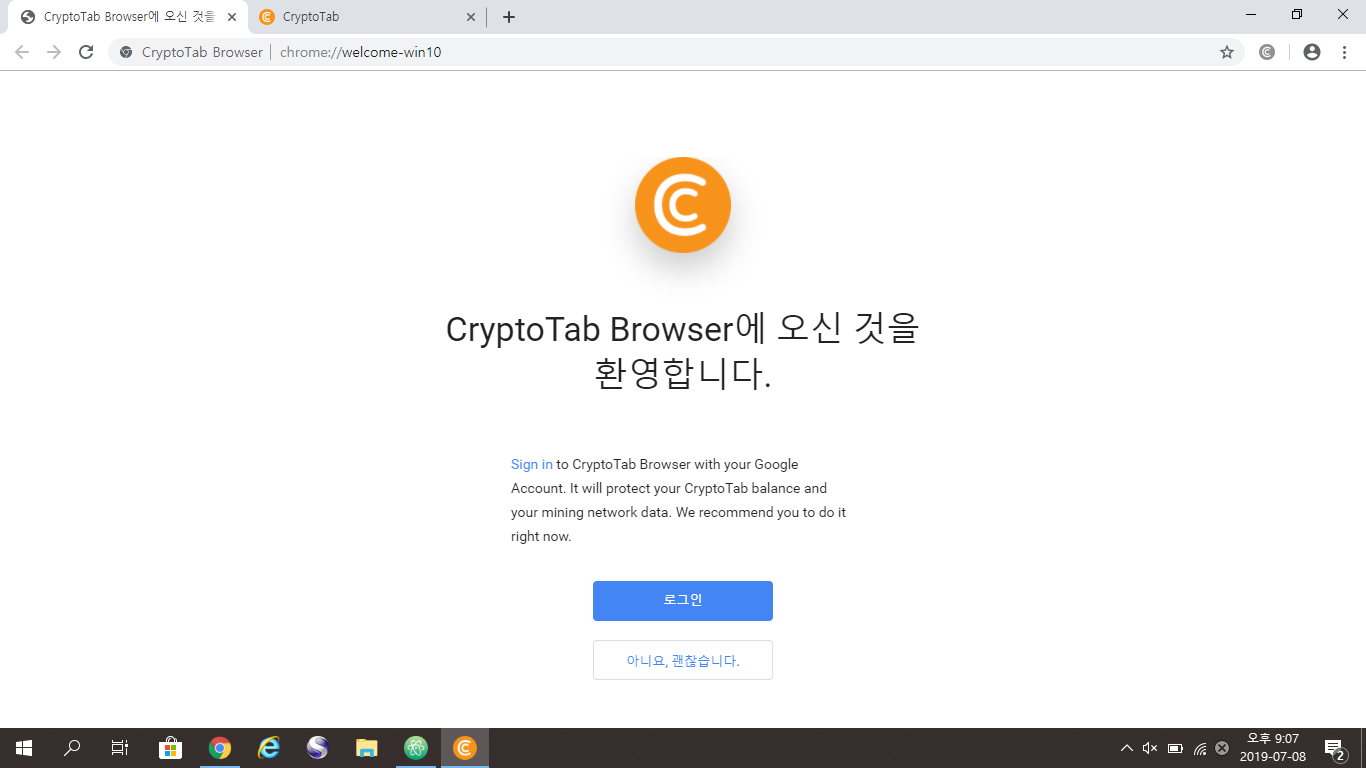 CryptoTab Browser에 오신 것을
CryptoTab
CryptoTab Browser
chrome://welcome-win10
CryptoTab Browser에 오신 것을
환영합니다.
Sign in to CryptoTab Browser with your Google
Account. It will protect your CryptoTab balance and
your mining network data. We recommend you to do it
right now.
로그인
아니요, 괜찮습니다.
오후 9:07
2019-07-08
2